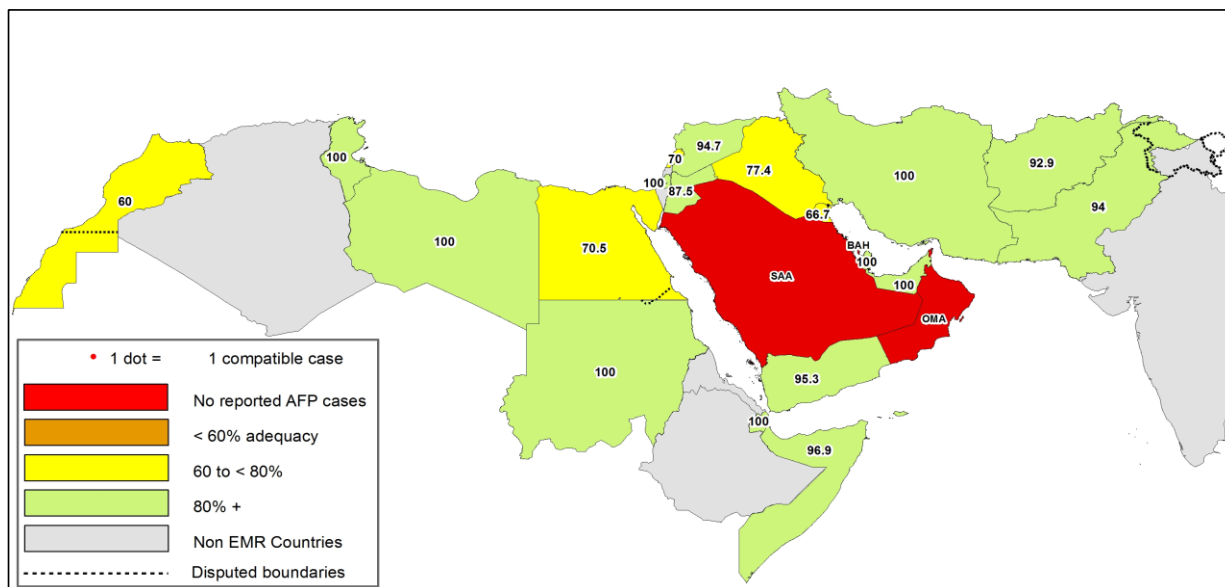 100
60
100
70.5
100
94.7
70
100
87.5
77.4
66.7
100
92.9
94
BAH
100
SAA
100
OMA
95.3
100
96.9
1 dot = 1 compatible case
No reported AFP cases
< 60% adequacy
60 to < 80%
80% +
Non EMR Countries
Disputed boundaries